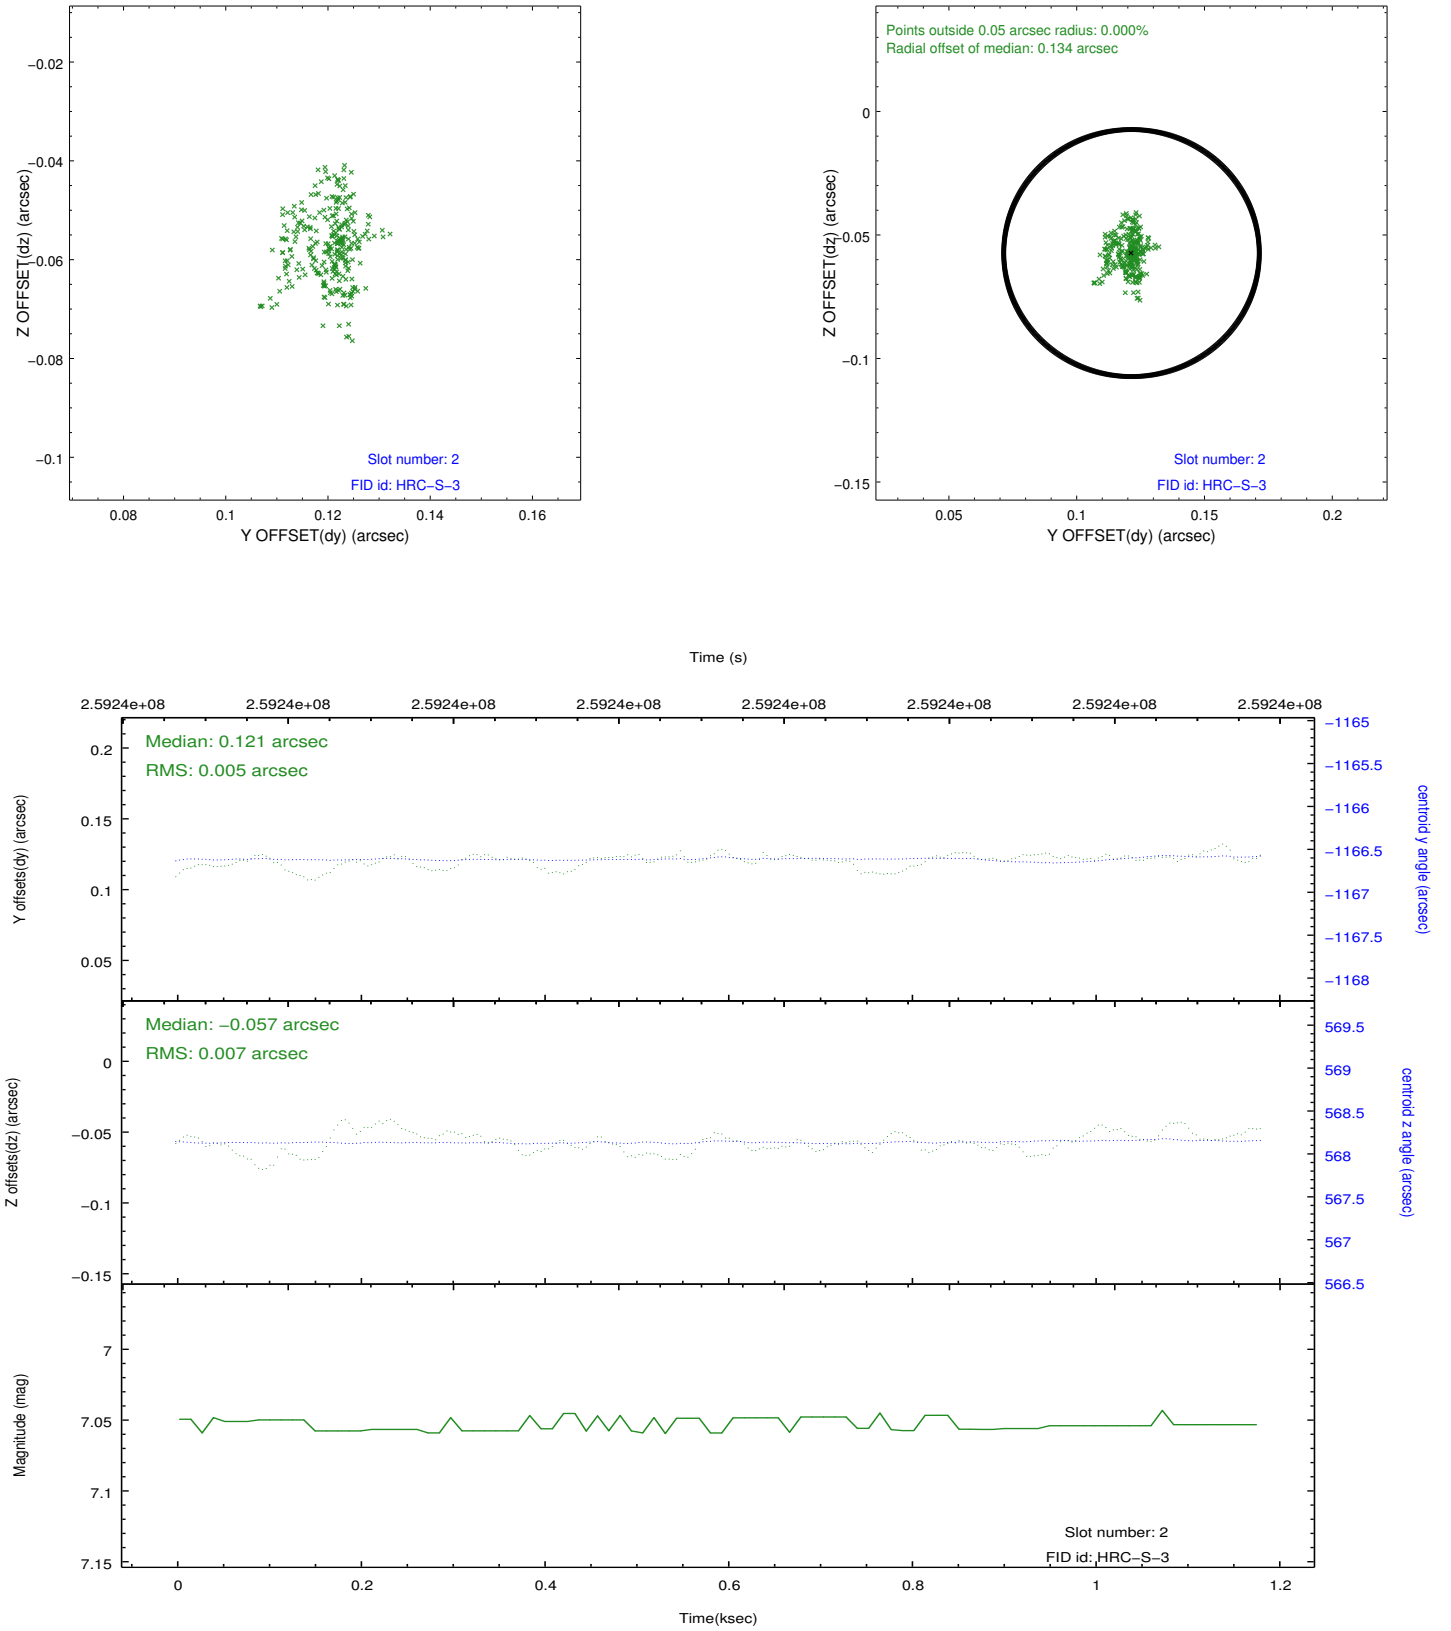 −0.02
−0.04
−0.06
−0.08
−0.1
Z OFFSET(dz) (arcsec)
Slot number: 2
FID id: HRC−S−3
0.08
0.1
0.12
0.14
0.16
Y OFFSET(dy) (arcsec)
Points outside 0.05 arcsec radius: 0.000%
Radial offset of median: 0.134 arcsec
0
−0.05
−0.1
−0.15
Z OFFSET(dz) (arcsec)
Slot number: 2
FID id: HRC−S−3
0.05
0.1
0.15
0.2
Y OFFSET(dy) (arcsec)
Time (s)
2.5924e+08
2.5924e+08
2.5924e+08
2.5924e+08
2.5924e+08
2.5924e+08
2.5924e+08
2.5924e+08
Median: 0.121 arcsec
RMS: 0.005 arcsec
0.2
0.15
0.1
0.05
Y offsets(dy) (arcsec)
−1165
−1165.5
−1166
−1166.5
−1167
−1167.5
−1168
centroid y angle (arcsec)
Median: −0.057 arcsec
RMS: 0.007 arcsec
0
−0.05
−0.1
−0.15
Z offsets(dz) (arcsec)
569.5
569
568.5
568
567.5
567
566.5
centroid z angle (arcsec)
7
7.05
7.1
7.15
Magnitude (mag)
Slot number: 2
FID id: HRC−S−3
0
0.2
0.4
0.6
0.8
1
1.2
Time(ksec)